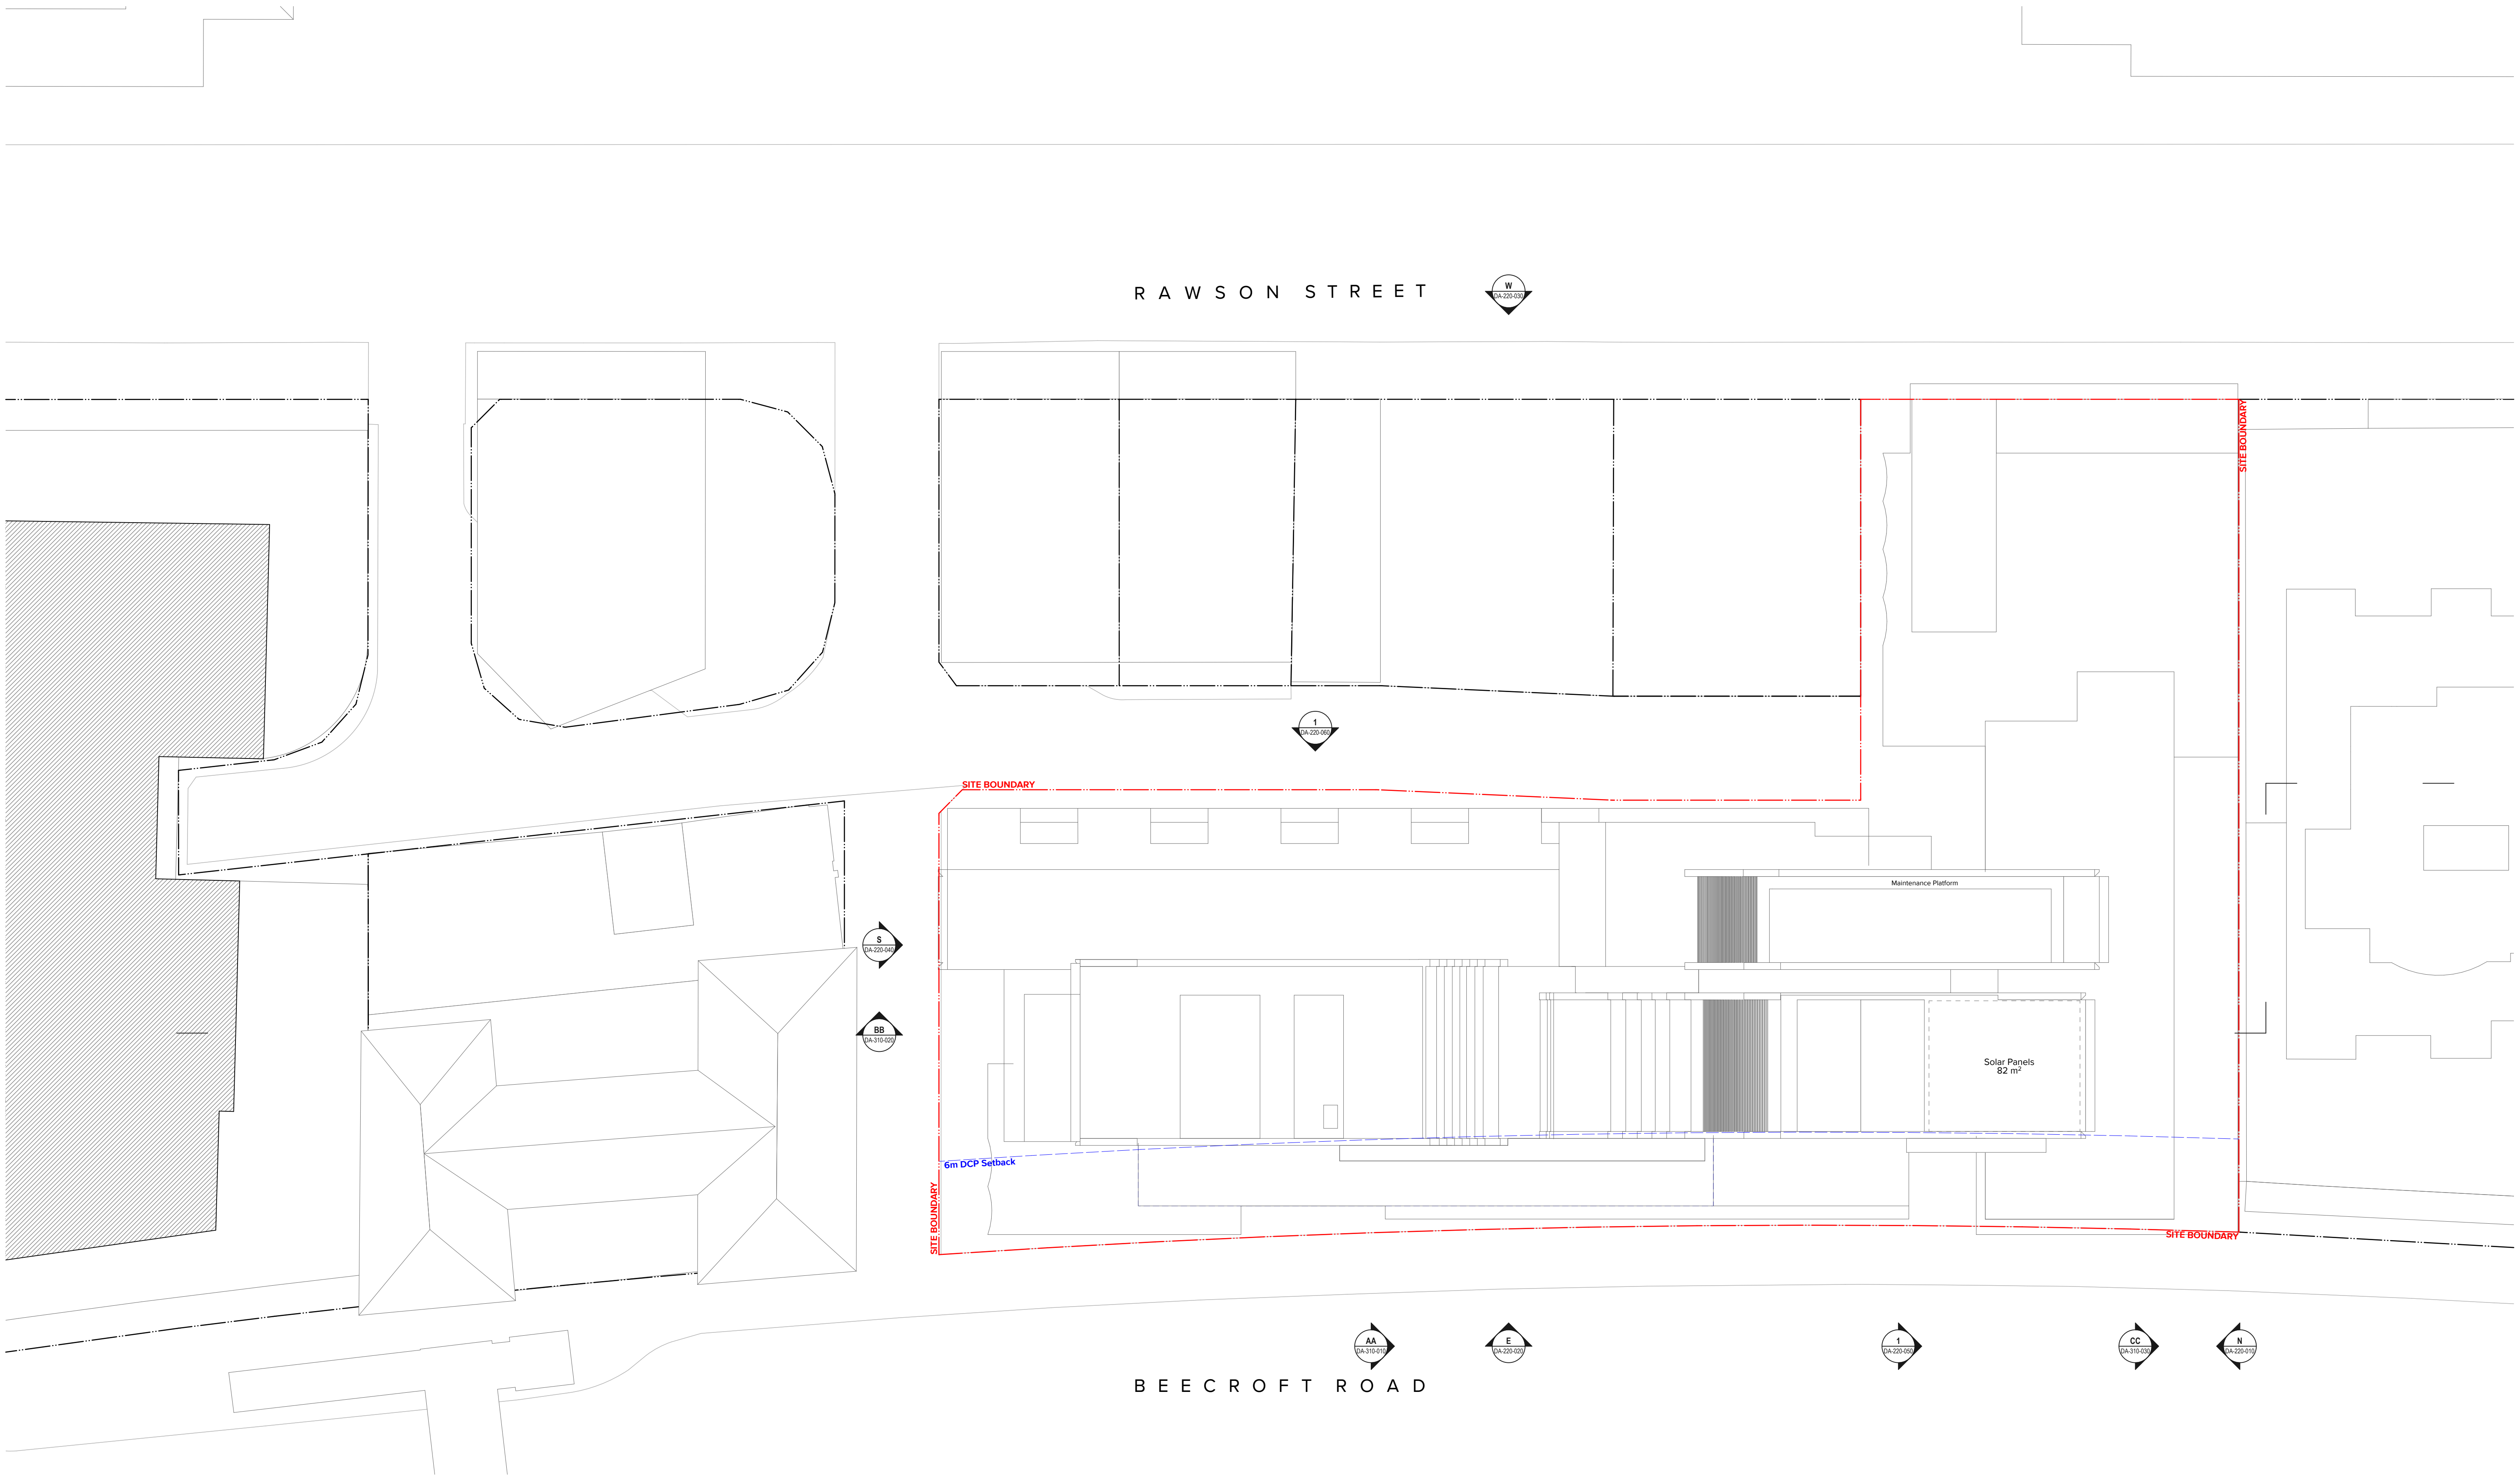 RAWSON STREET
W
DA-220-030
SITE BOUNDARY
1
DA-220-060
SITE BOUNDARY
Maintenance Platform
S
DA-220-040
BB
DA-310-020
Solar Panels
82 m²
6m DCP Setback
SITE BOUNDARY
SITE BOUNDARY
AA
DA-310-010
E
DA-220-020
1
DA-220-050
CC
DA-310-030
N
DA-220-010
BEECROFT ROAD